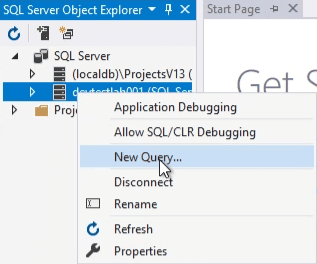 SQL Server Object Explorer
Start Page
SQL Server
(localdb)\ProjectsV13 (
Get S
devtestlab001 (SQL Serv
Application Debugging
Proje
Allow SQL/CLR Debugging
New Query...
Disconnect
Rename
Refresh
Properties